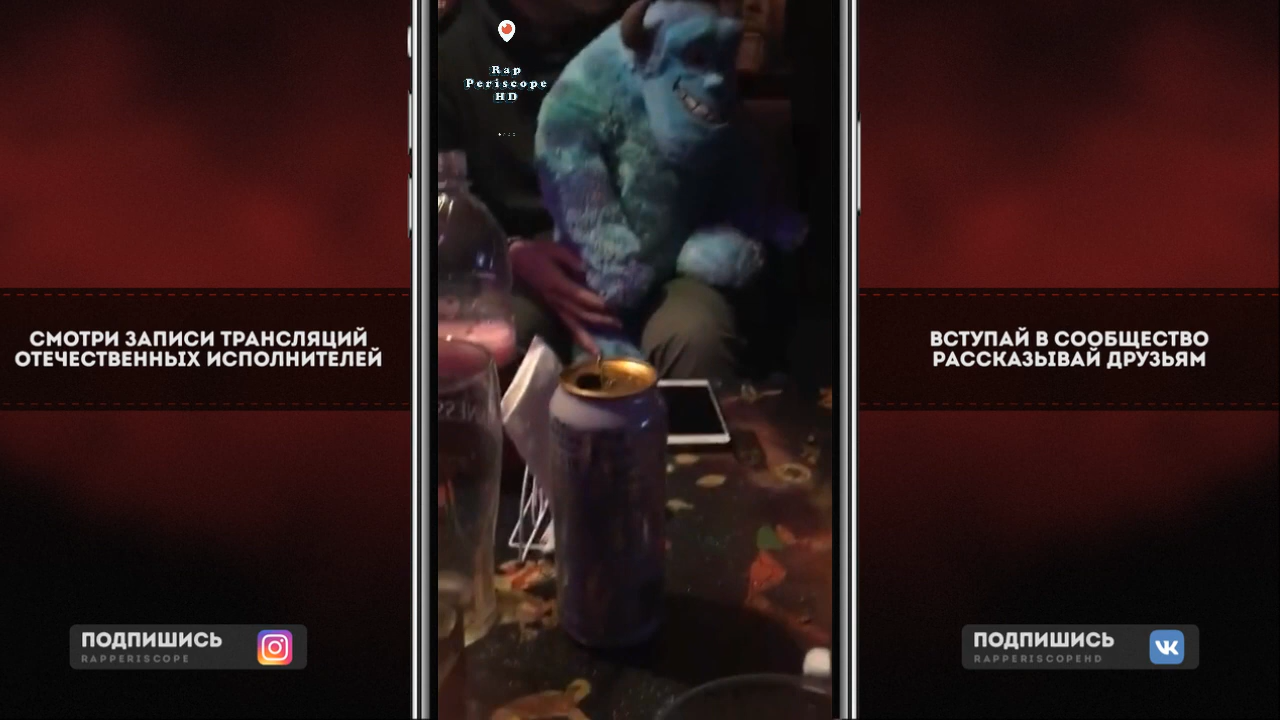 Rap
Periscope
HD
СМОТРИ ЗАПИСИ ТРАНСЛЯЦИЙ
ОТЕЧЕСТВЕННЫХ ИСПОЛНИТЕЛЕЙ
ВСТУПАЙ В СООБЩЕСТВО
РАССКАЗЫВАЙ ДРУЗЬЯМ
ПОДПИШИСЬ
RAPPERISCOPE
ПОДПИШИСЬ
RAPPERISCOPEHD